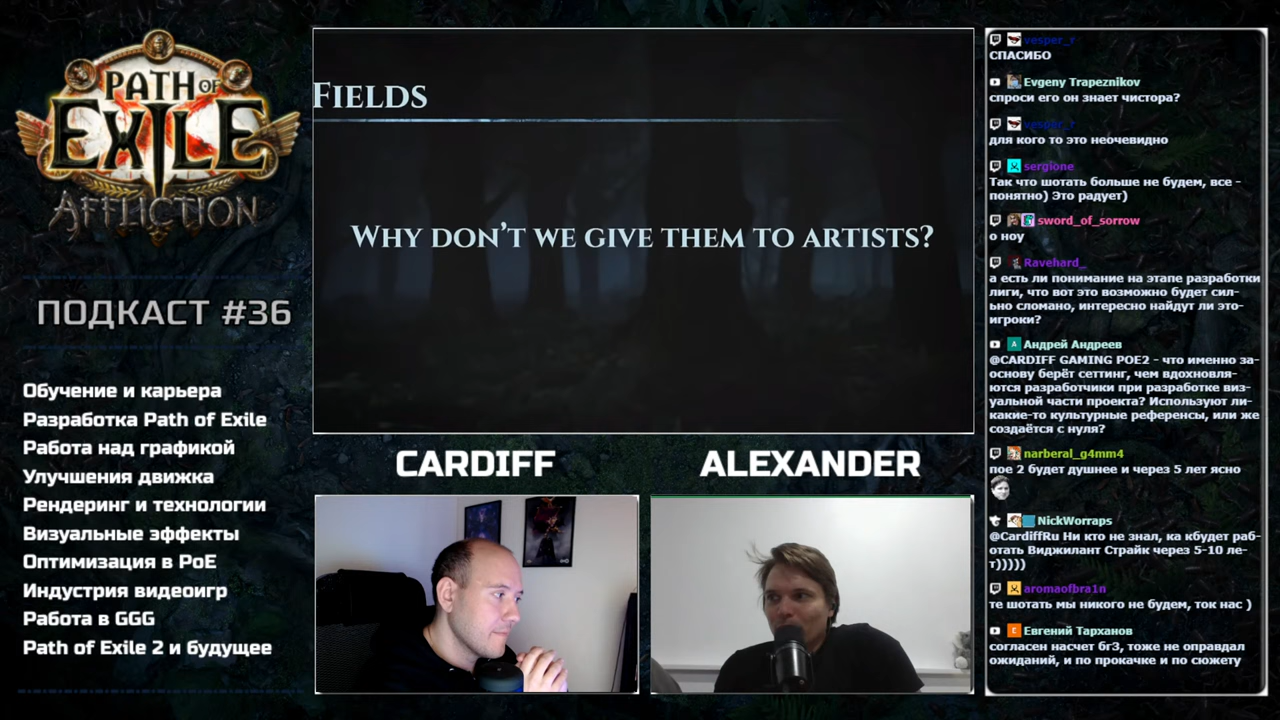 PATH OF
EXILE
AFFLICTION
ПОДКАСТ #36
Обучение и карьера
Разработка Path of Exile
Работа над графикой
Улучшения движка
Рендеринг и технологии
Визуальные эффекты
Оптимизация в PoE
Индустрия видеоигр
Работа в GGG
Path of Exile 2 и будущее
FIELDS
WHY DON'T WE GIVE THEM TO ARTISTS?
CARDIFF
ALEXANDER
vesper_r
СПАСИБО
Evgeny Trapeznikov
спроси его он знает чистора?
vesper_r
для кого то это неочевидно
sergione
Так что шотать больше не будем, все -
понятно) Это радует)
sword_of_sorrow
о ноу
Ravehard_
а есть ли понимание на этапе разработки
лиги, что вот это возможно будет сил-
ьно сломано, интересно найдут ли это-
игроки?
Андрей Андреев
@CARDIFF GAMING POE2 - что именно за-
основу берёт сеттинг, чем вдохновля-
ются разработчики при разработке виз-
уальной части проекта? Используют ли-
какие-то культурные референсы, или же
создаётся с нуля?
narberal_g4mm4
пое 2 будет душнее и через 5 лет ясно
NickWorraps
@CardiffRu Ни кто не знал, ка кбудет раб-
отать Виджилант Страйк через 5-10 ле-
т)))))
aromaofbra1n
те шотать мы никого не будем, ток нас )
Евгений Тарханов
согласен насчет бг3, тоже не оправдал
ожиданий, и по прокачке и по сюжету